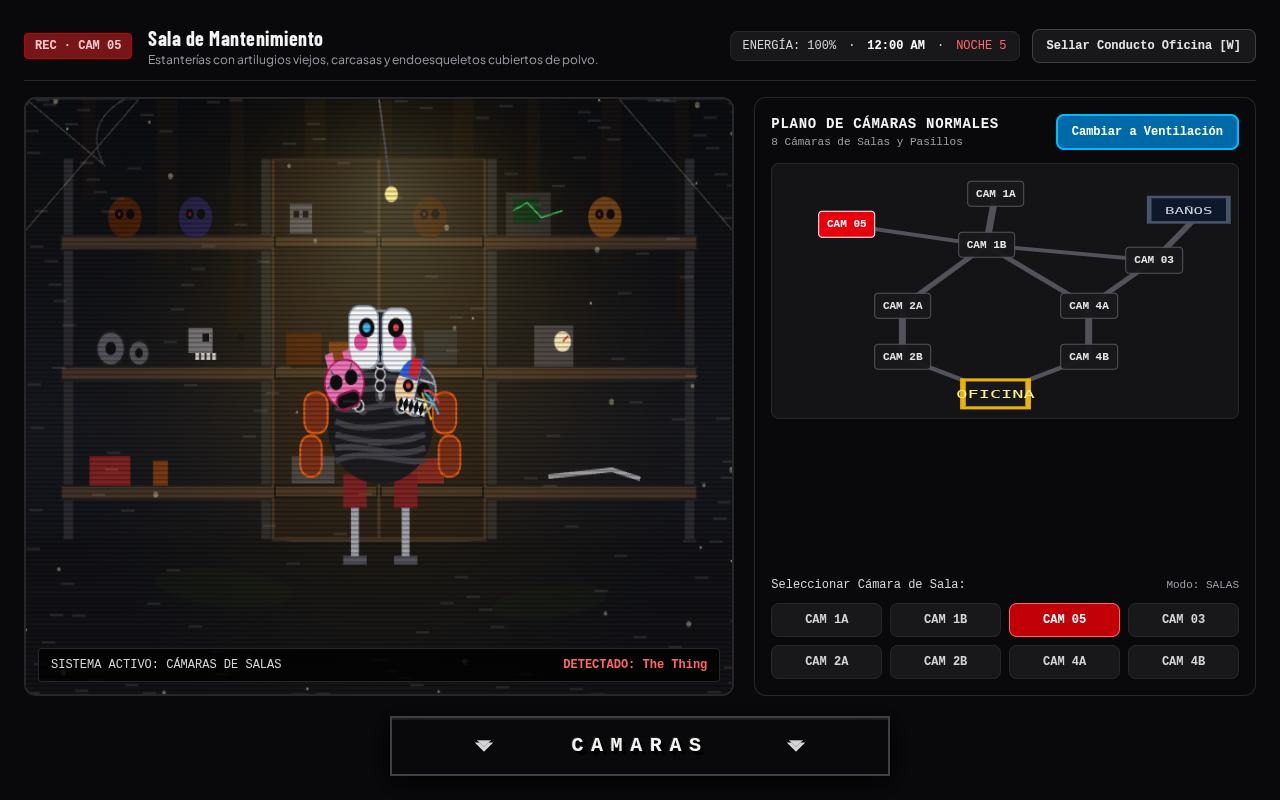 REC · CAM 05
Sala de Mantenimiento
Estanterías con artilugios viejos, carcasas y endoesqueletos cubiertos de polvo.
ENERGÍA: 100% · 12:00 AM · NOCHE 5
Sellar Conducto Oficina [W]
PLANO DE CÁMARAS NORMALES
8 Cámaras de Salas y Pasillos
Cambiar a Ventilación
CAM 1A
BAÑOS
CAM 05
CAM 1B
CAM 03
CAM 2A
CAM 4A
CAM 2B
CAM 4B
OFICINA
Seleccionar Cámara de Sala:
Modo: SALAS
CAM 1A
CAM 1B
CAM 05
CAM 03
CAM 2A
CAM 2B
CAM 4A
CAM 4B
SISTEMA ACTIVO: CÁMARAS DE SALAS
DETECTADO: The Thing
CAMARAS